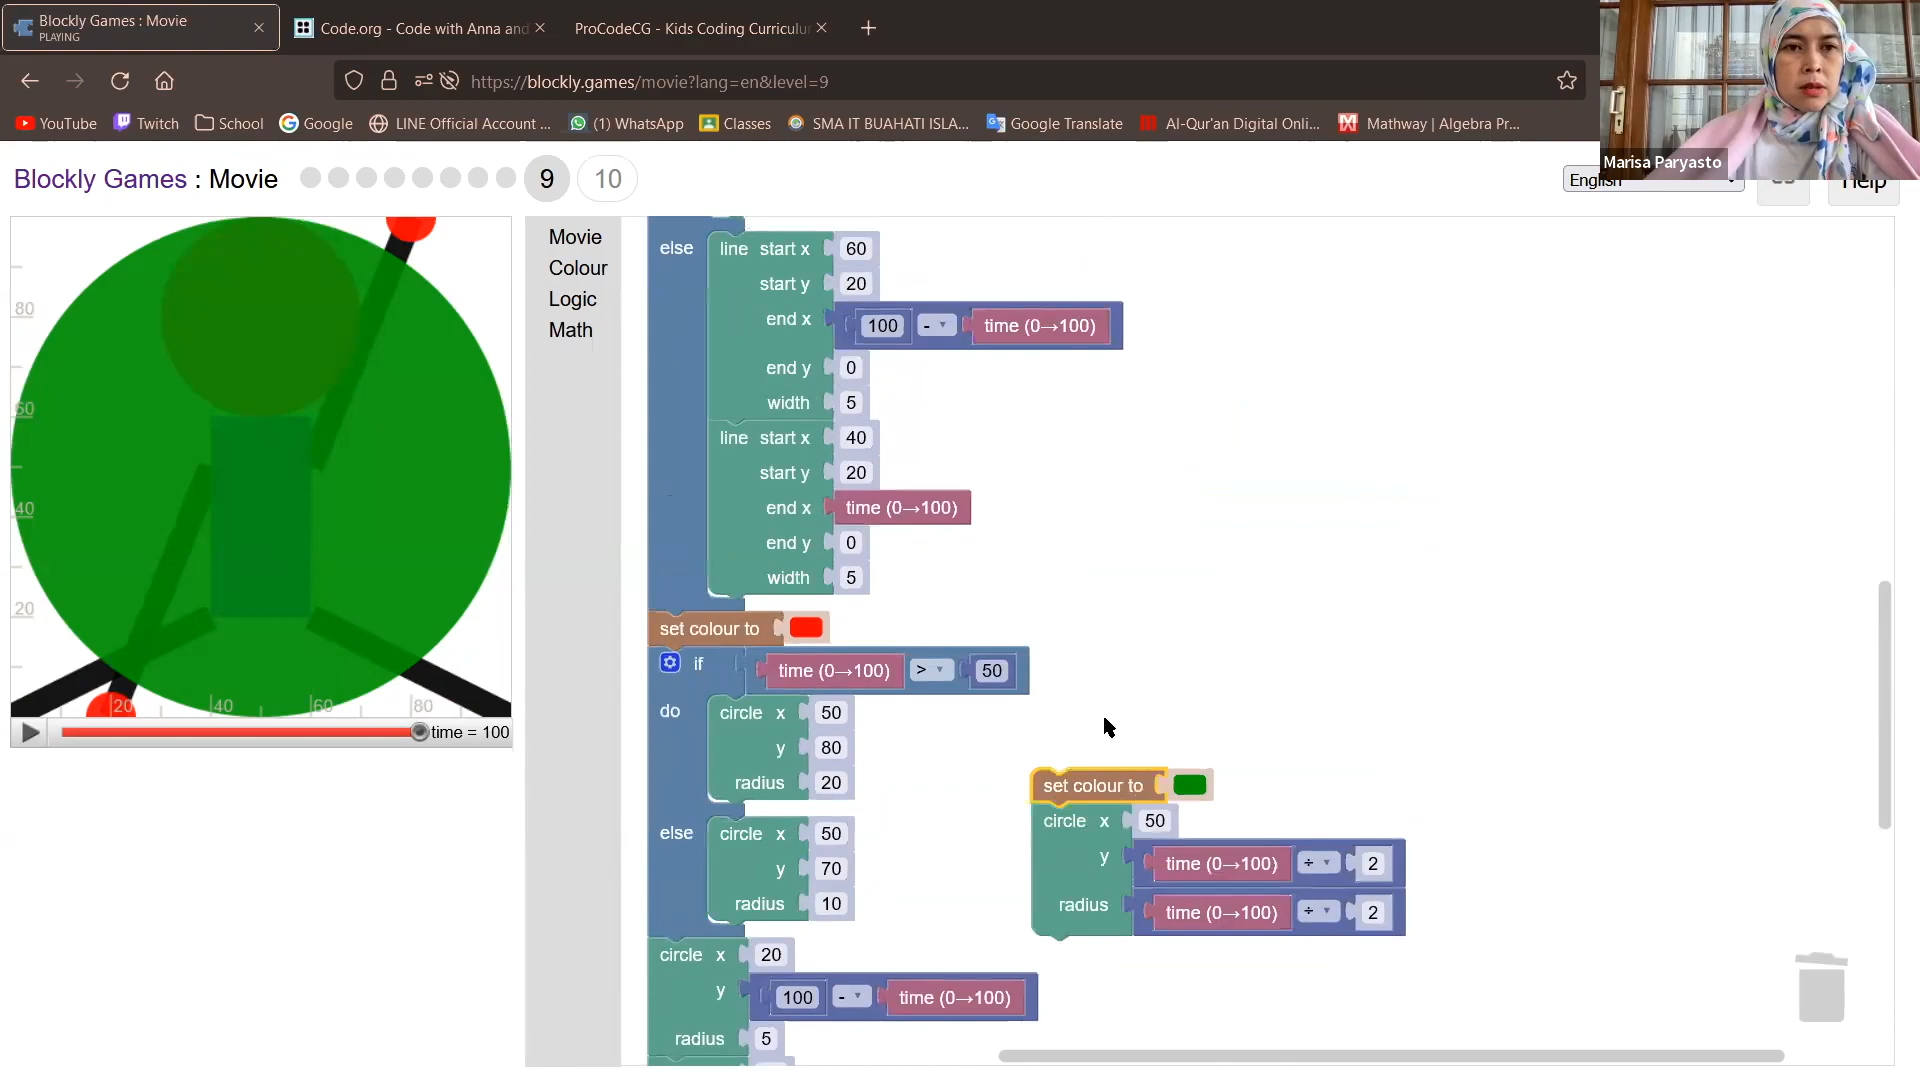 Blockly Games : Movie
PLAYING
Code.org - Code with Anna and
ProCodeCG - Kids Coding Curriculu
https://blockly.games/movie?lang=en&level=9
YouTube
Twitch
School
Google
LINE Official Account ...
(1) WhatsApp
Classes
SMA IT BUAHATI ISLA...
Google Translate
Al-Qur'an Digital Onli...
Mathway | Algebra Pr...
Marisa Paryasto
Blockly Games : Movie
9
10
English
Help
80
60
40
20
20
40
60
80
time = 100
Movie
Colour
Logic
Math
else
line start x 60
start y 20
end x 100 - time (0→100)
end y 0
width 5
line start x 40
start y 20
end x time (0→100)
end y 0
width 5
set colour to
if time (0→100) > 50
do
circle x 50
y 80
radius 20
else
circle x 50
y 70
radius 10
circle x 20
y 100 - time (0→100)
radius 5
set colour to
circle x 50
y time (0→100) ÷ 2
radius time (0→100) ÷ 2